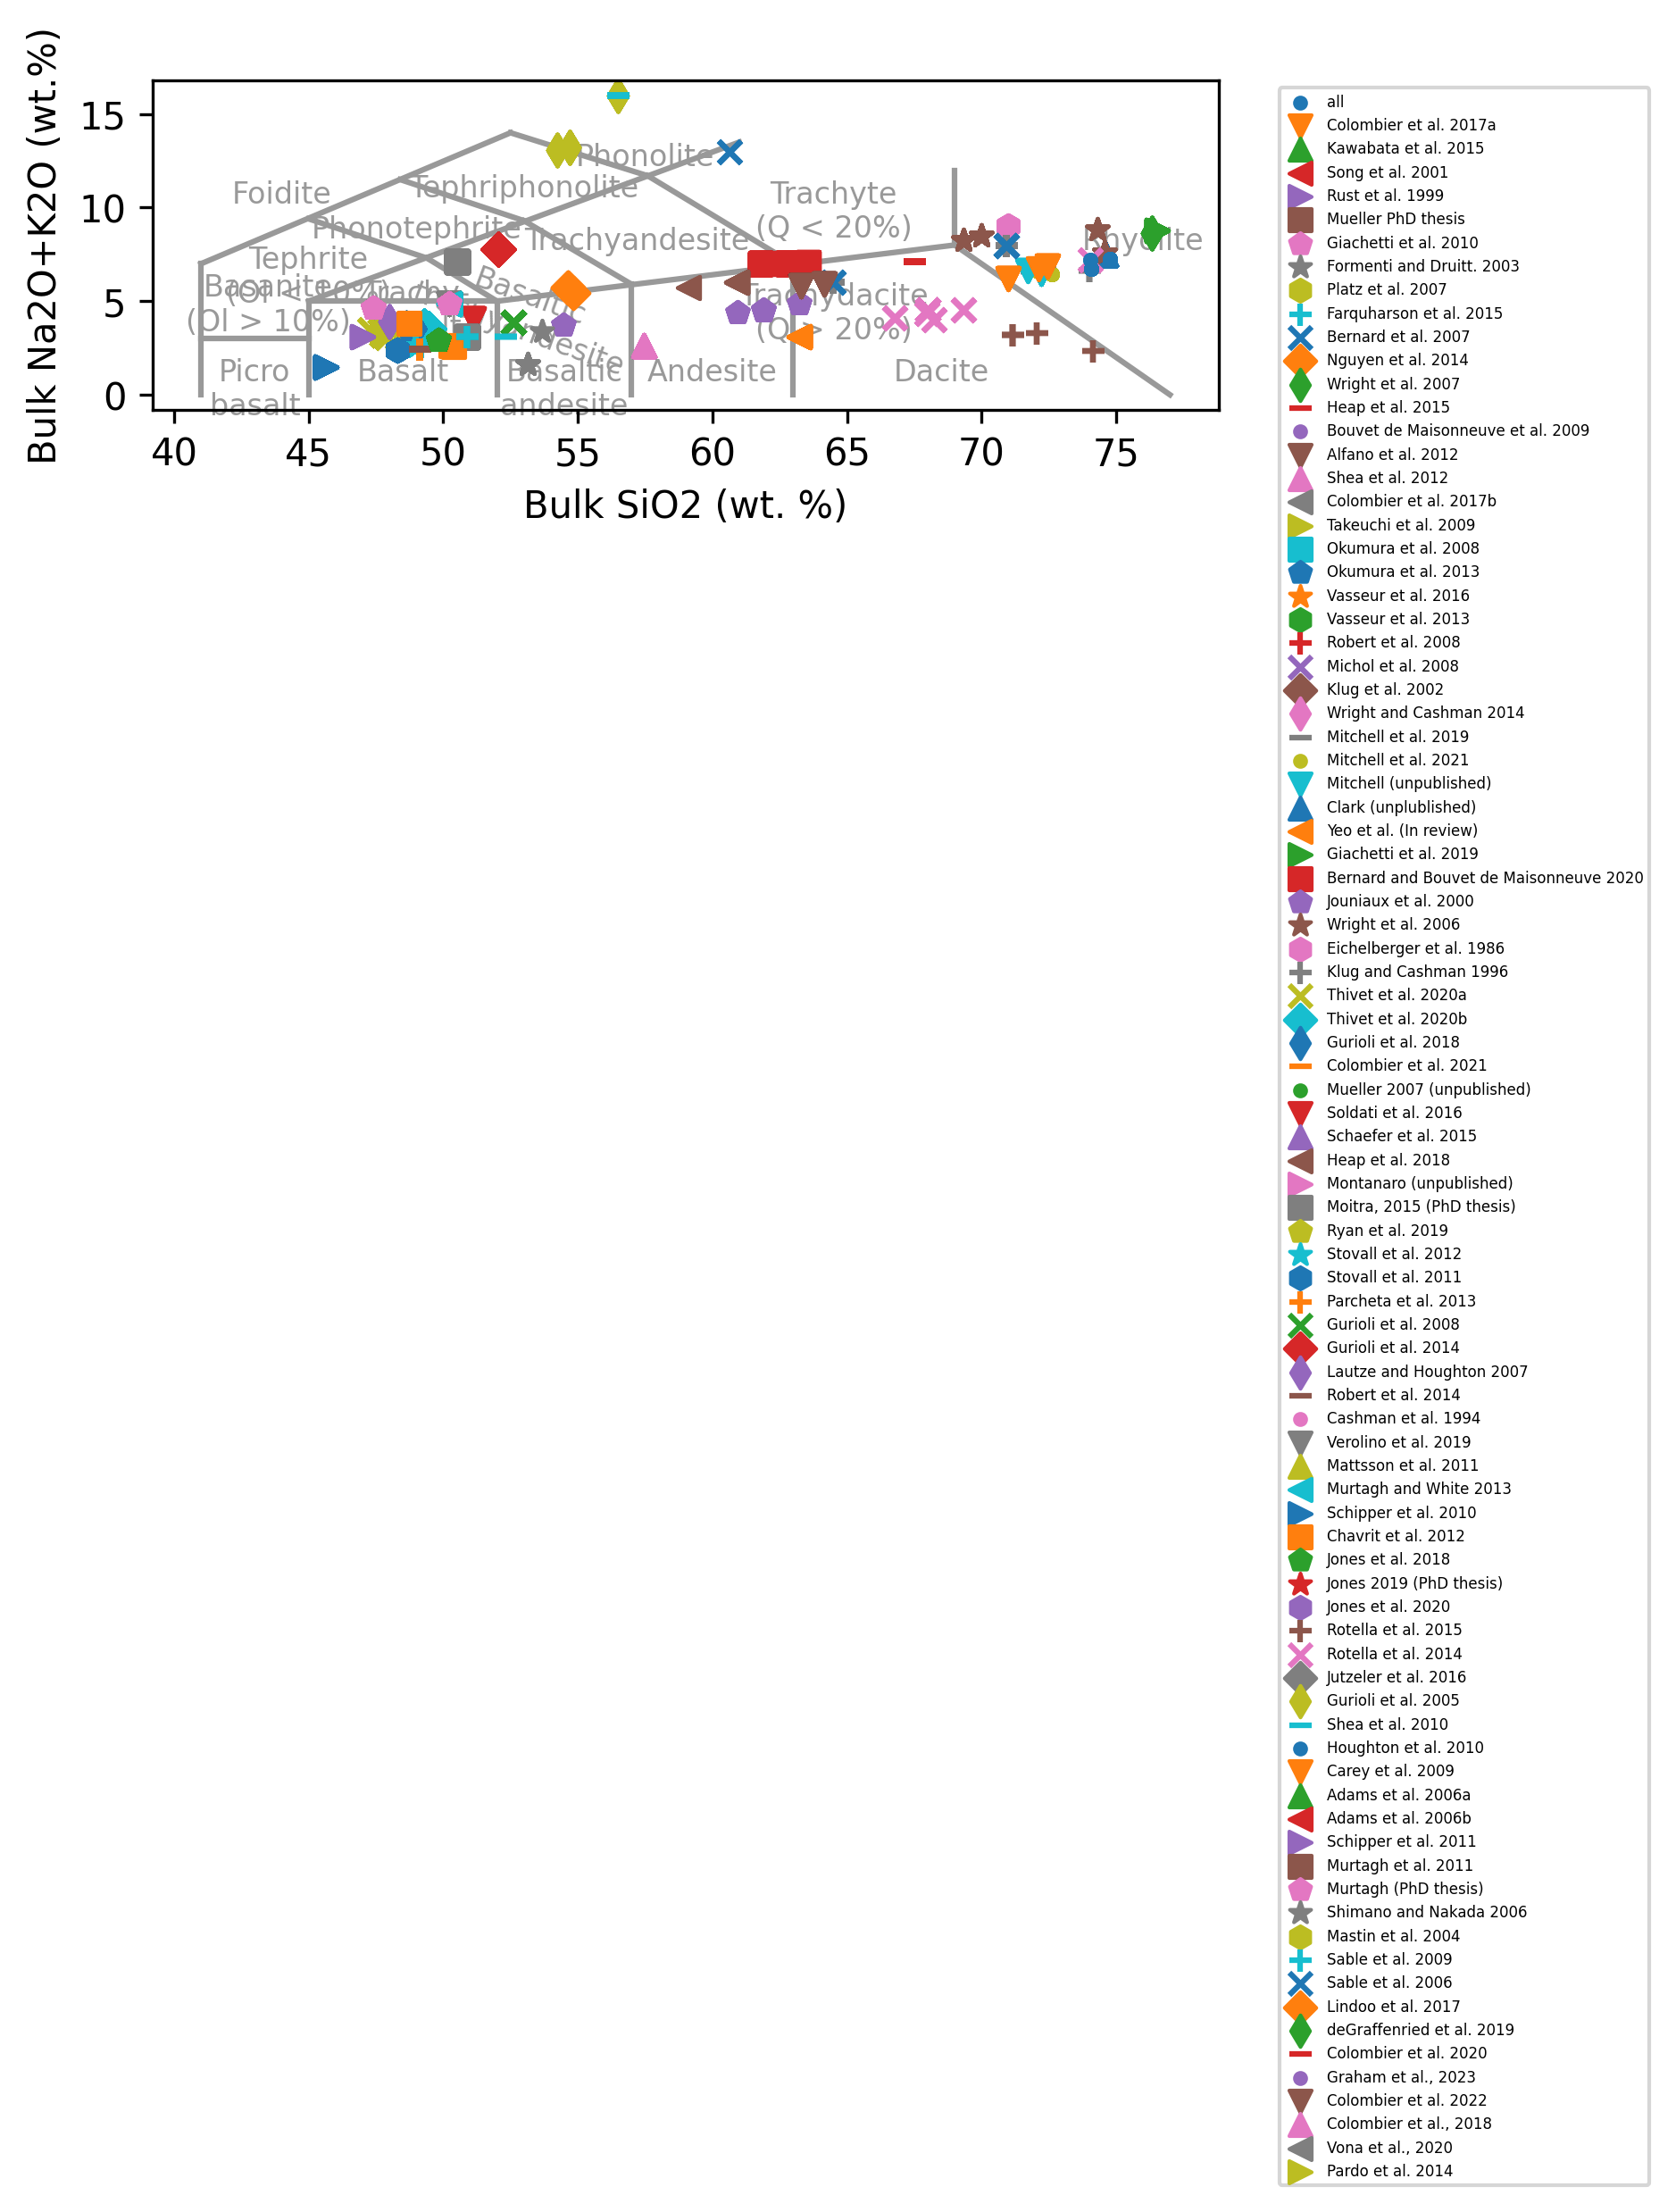 Bulk Na2O+K2O (wt.%)
15
10
5
0
Phonolite
Foidite
Tephriphonolite
Trachyte
(Q < 20%)
Phonotephrite
Trachyandesite
Rhyolite
Tephrite
(Ol < 10%)
Basanite
(Ol > 10%)
Trachy-
Basaltic
Trachydacite
(Q > 20%)
Picro
basalt
Basalt
Basaltic
andesite
Andesite
Dacite
40 45 50 55 60 65 70 75
Bulk SiO2 (wt. %)
all
Colombier et al. 2017a
Kawabata et al. 2015
Song et al. 2001
Rust et al. 1999
Mueller PhD thesis
Giachetti et al. 2010
Formenti and Druitt. 2003
Platz et al. 2007
Farquharson et al. 2015
Bernard et al. 2007
Nguyen et al. 2014
Wright et al. 2007
Heap et al. 2015
Bouvet de Maisonneuve et al. 2009
Alfano et al. 2012
Shea et al. 2012
Colombier et al. 2017b
Takeuchi et al. 2009
Okumura et al. 2008
Okumura et al. 2013
Vasseur et al. 2016
Vasseur et al. 2013
Robert et al. 2008
Michol et al. 2008
Klug et al. 2002
Wright and Cashman 2014
Mitchell et al. 2019
Mitchell et al. 2021
Mitchell (unpublished)
Clark (unplublished)
Yeo et al. (In review)
Giachetti et al. 2019
Bernard and Bouvet de Maisonneuve 2020
Jouniaux et al. 2000
Wright et al. 2006
Eichelberger et al. 1986
Klug and Cashman 1996
Thivet et al. 2020a
Thivet et al. 2020b
Gurioli et al. 2018
Colombier et al. 2021
Mueller 2007 (unpublished)
Soldati et al. 2016
Schaefer et al. 2015
Heap et al. 2018
Montanaro (unpublished)
Moitra, 2015 (PhD thesis)
Ryan et al. 2019
Stovall et al. 2012
Stovall et al. 2011
Parcheta et al. 2013
Gurioli et al. 2008
Gurioli et al. 2014
Lautze and Houghton 2007
Robert et al. 2014
Cashman et al. 1994
Verolino et al. 2019
Mattsson et al. 2011
Murtagh and White 2013
Schipper et al. 2010
Chavrit et al. 2012
Jones et al. 2018
Jones 2019 (PhD thesis)
Jones et al. 2020
Rotella et al. 2015
Rotella et al. 2014
Jutzeler et al. 2016
Gurioli et al. 2005
Shea et al. 2010
Houghton et al. 2010
Carey et al. 2009
Adams et al. 2006a
Adams et al. 2006b
Schipper et al. 2011
Murtagh et al. 2011
Murtagh (PhD thesis)
Shimano and Nakada 2006
Mastin et al. 2004
Sable et al. 2009
Sable et al. 2006
Lindoo et al. 2017
deGraffenried et al. 2019
Colombier et al. 2020
Graham et al., 2023
Colombier et al. 2022
Colombier et al., 2018
Vona et al., 2020
Pardo et al. 2014